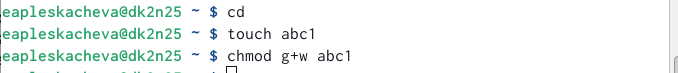 eapleskacheva@dk2n25 ~ $ cd
eapleskacheva@dk2n25 ~ $ touch abc1
eapleskacheva@dk2n25 ~ $ chmod g+w abc1
eapleskacheva@dk2n25 ~ $